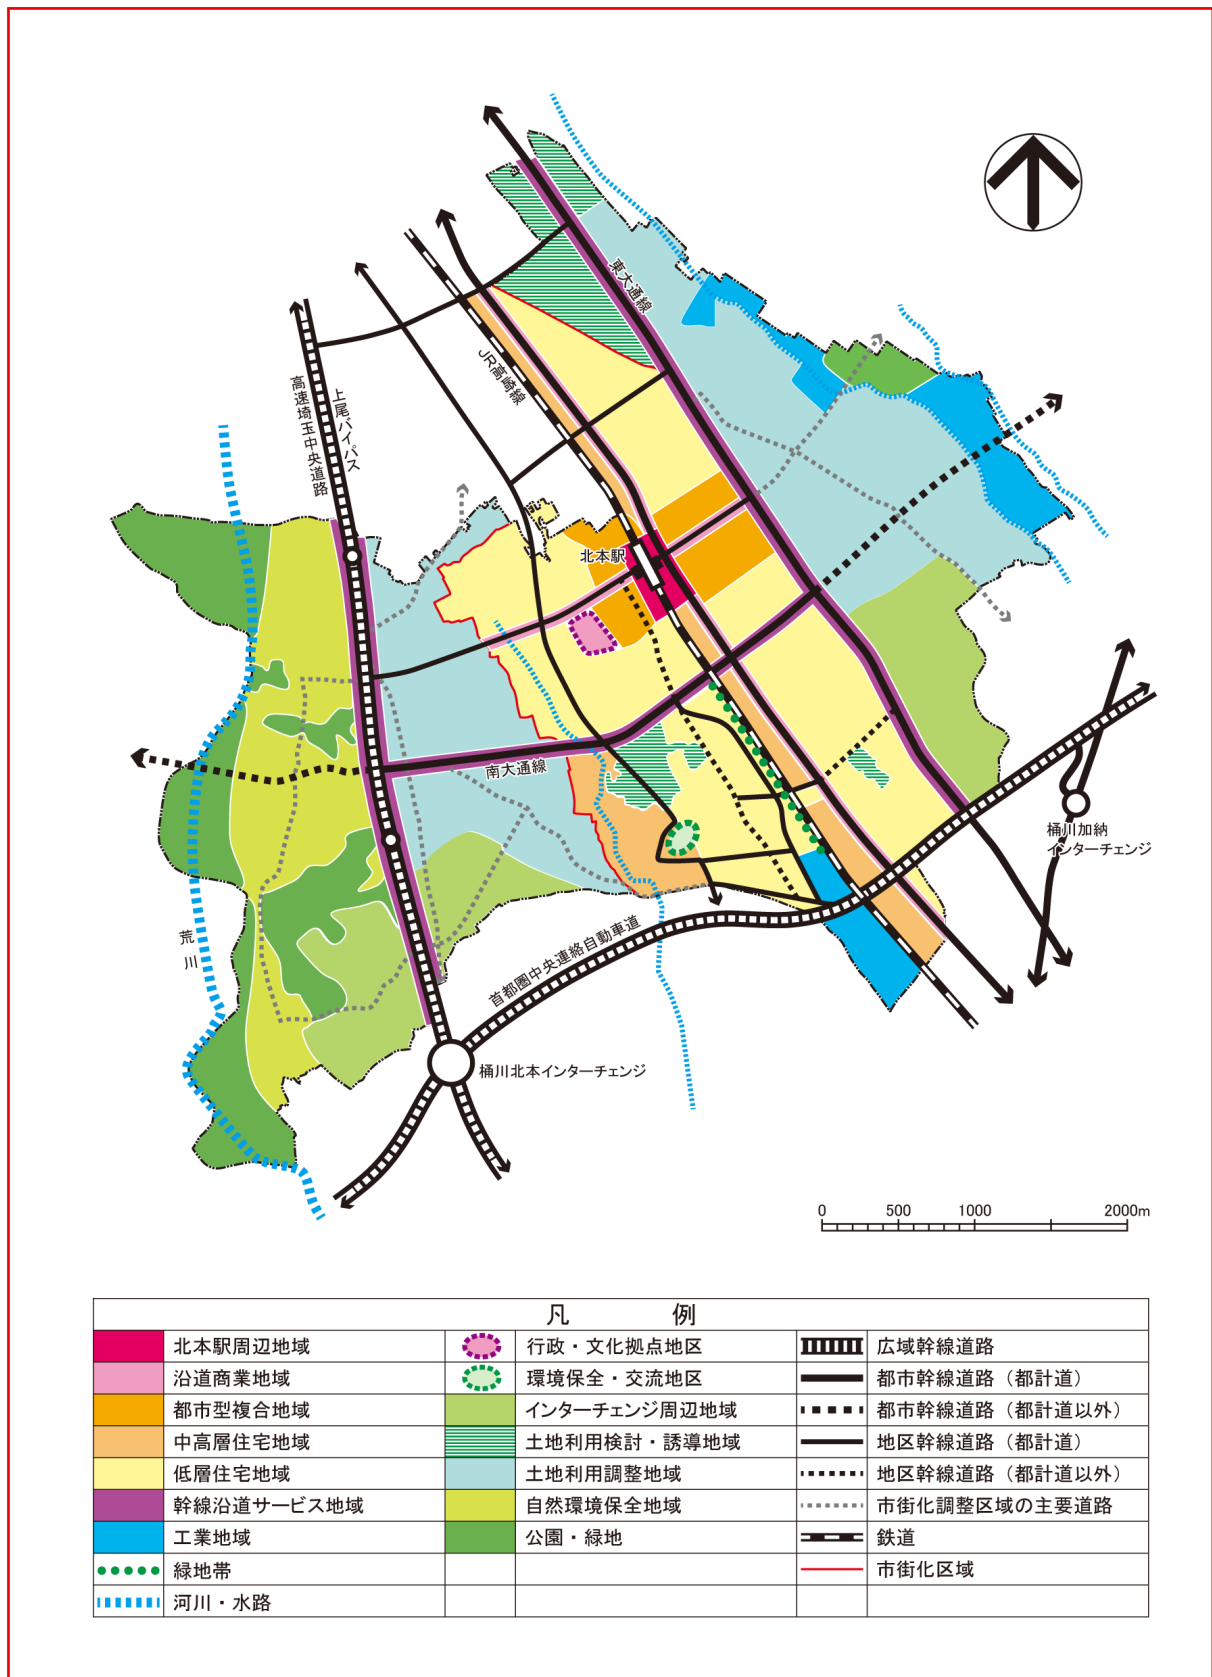 東大通線
JR高崎線
上尾バイパス
高速埼玉中央道路
北本駅
南大通線
桶川加納
インターチェンジ
荒川
首都圏中央連絡自動車道
桶川北本インターチェンジ
0 500 1000 2000m
凡 例
北本駅周辺地域 行政・文化拠点地区 広域幹線道路
沿道商業地域 環境保全・交流地区 都市幹線道路（都計道）
都市型複合地域 インターチェンジ周辺地域 都市幹線道路（都計道以外）
中高層住宅地域 土地利用検討・誘導地域 地区幹線道路（都計道）
低層住宅地域 土地利用調整地域 地区幹線道路（都計道以外）
幹線沿道サービス地域 自然環境保全地域 市街化調整区域の主要道路
工業地域 公園・緑地 鉄道
緑地帯 市街化区域
河川・水路